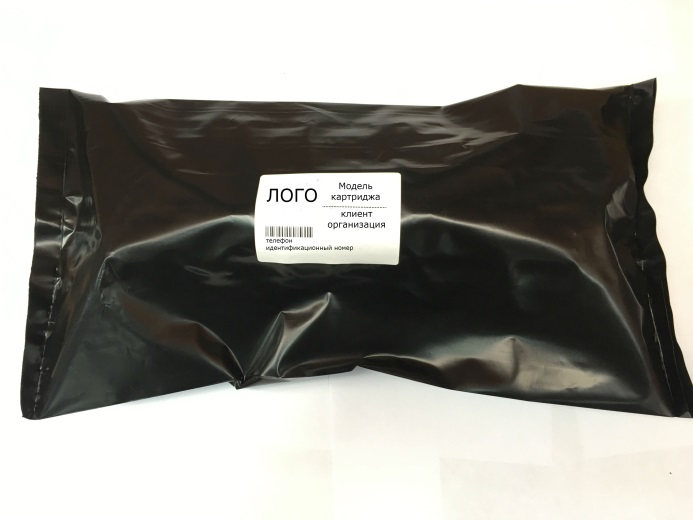 ЛОГО
Модель
картриджа
клиент
организация
телефон
идентификационный номер